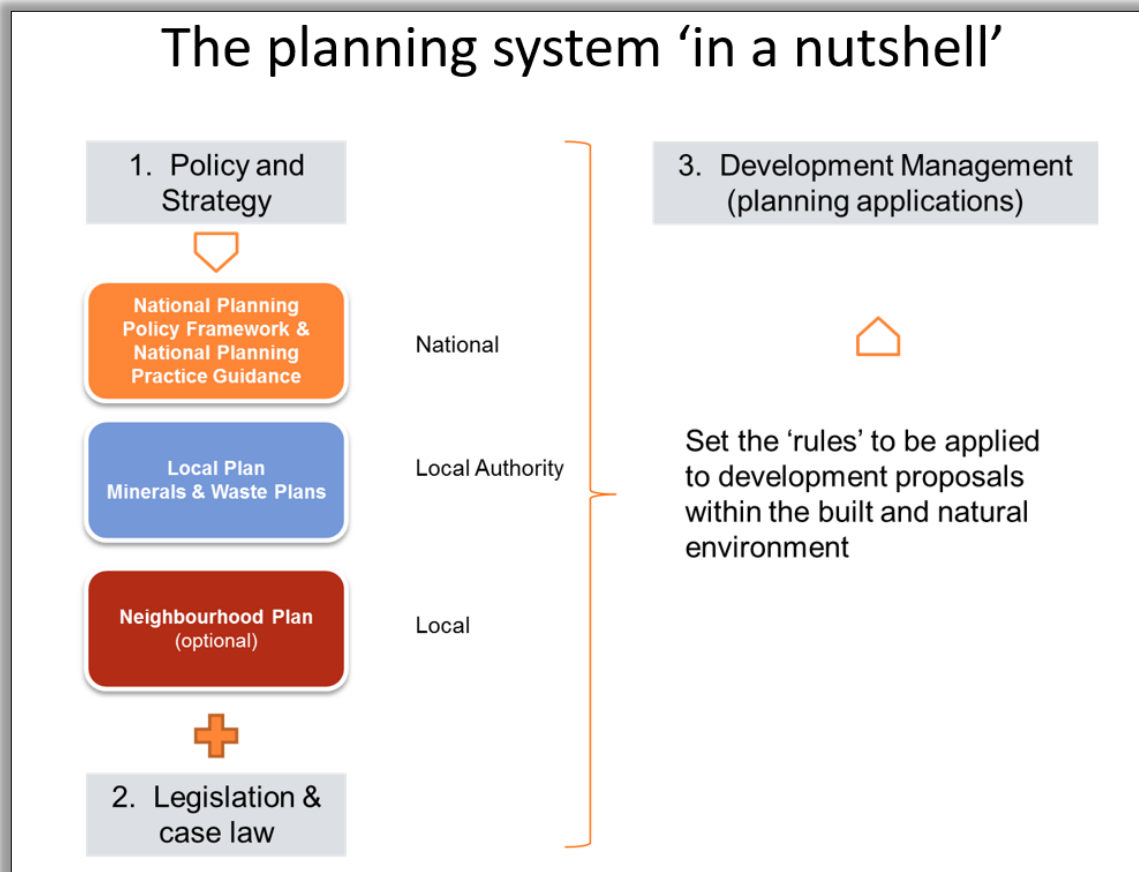 The planning system ‘in a nutshell’
1. Policy and
Strategy
National Planning
Policy Framework &
National Planning
Practice Guidance
National
Local Plan
Minerals & Waste Plans
Local Authority
Neighbourhood Plan
(optional)
Local
2. Legislation &
case law
3. Development Management
(planning applications)
Set the ‘rules’ to be applied
to development proposals
within the built and natural
environment